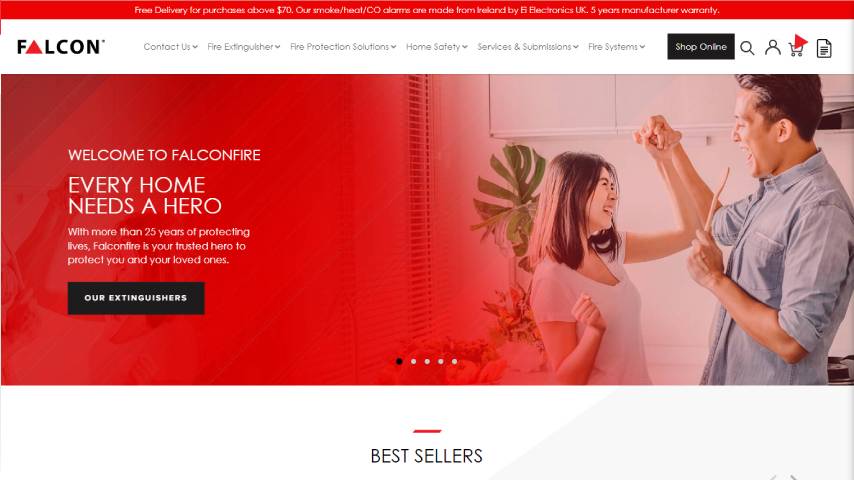 Free Delivery for purchases above $70. Our smoke/heat/CO alarms are made from Ireland by Ei Electronics UK. 5 years manufacturer warranty.
FALCON
Contact Us
Fire Extinguisher
Fire Protection Solutions
Home Safety
Services & Submissions
Fire Systems
Shop Online
WELCOME TO FALCONFIRE
EVERY HOME
NEEDS A HERO
With more than 25 years of protecting
lives, Falconfire is your trusted hero to
protect you and your loved ones.
OUR EXTINGUISHERS
BEST SELLERS